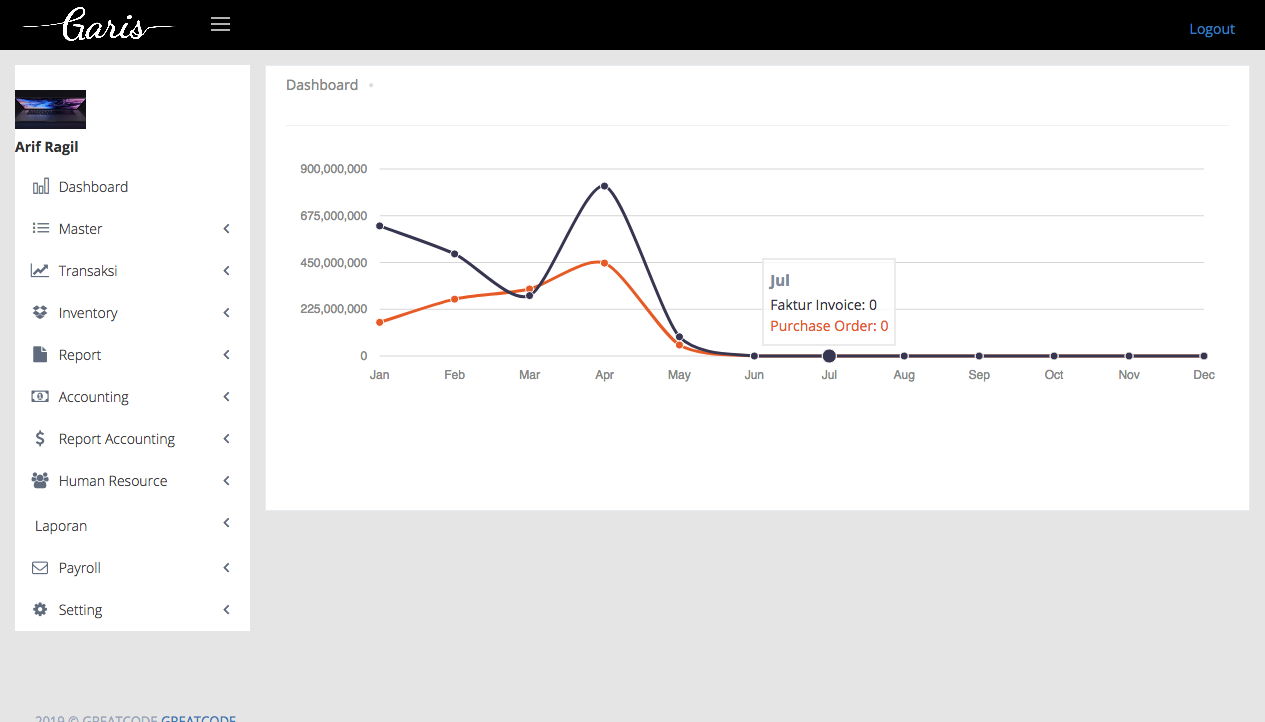 Garis
Logout
Arif Ragil
Dashboard
Master
Transaksi
Inventory
Report
Accounting
Report Accounting
Human Resource
Laporan
Payroll
Setting
Dashboard
900,000,000
675,000,000
450,000,000
225,000,000
0
Jan Feb Mar Apr May Jun Jul Aug Sep Oct Nov Dec
Jul
Faktur Invoice: 0
Purchase Order: 0
2019 © GREATCODE GREATCODE